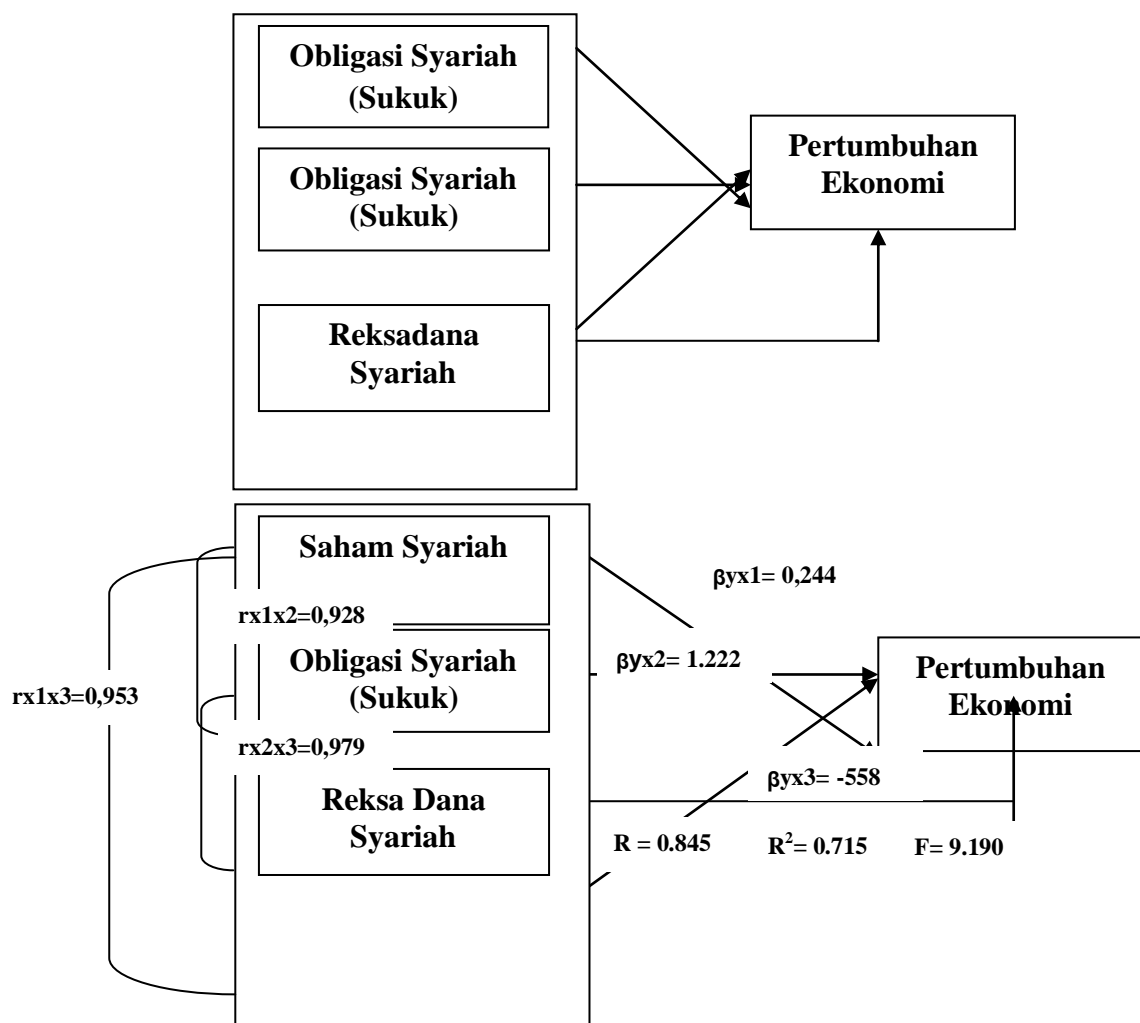 Obligasi Syariah
(Sukuk)
Obligasi Syariah
(Sukuk)
Reksadana
Syariah
Pertumbuhan
Ekonomi
Saham Syariah
βyx1= 0,244
rx1x2=0,928
Obligasi Syariah
(Sukuk)
βyx2= 1.222
Pertumbuhan
Ekonomi
rx1x3=0,953
rx2x3=0,979
βyx3= -558
Reksa Dana
Syariah
R = 0.845 R²= 0.715 F= 9.190